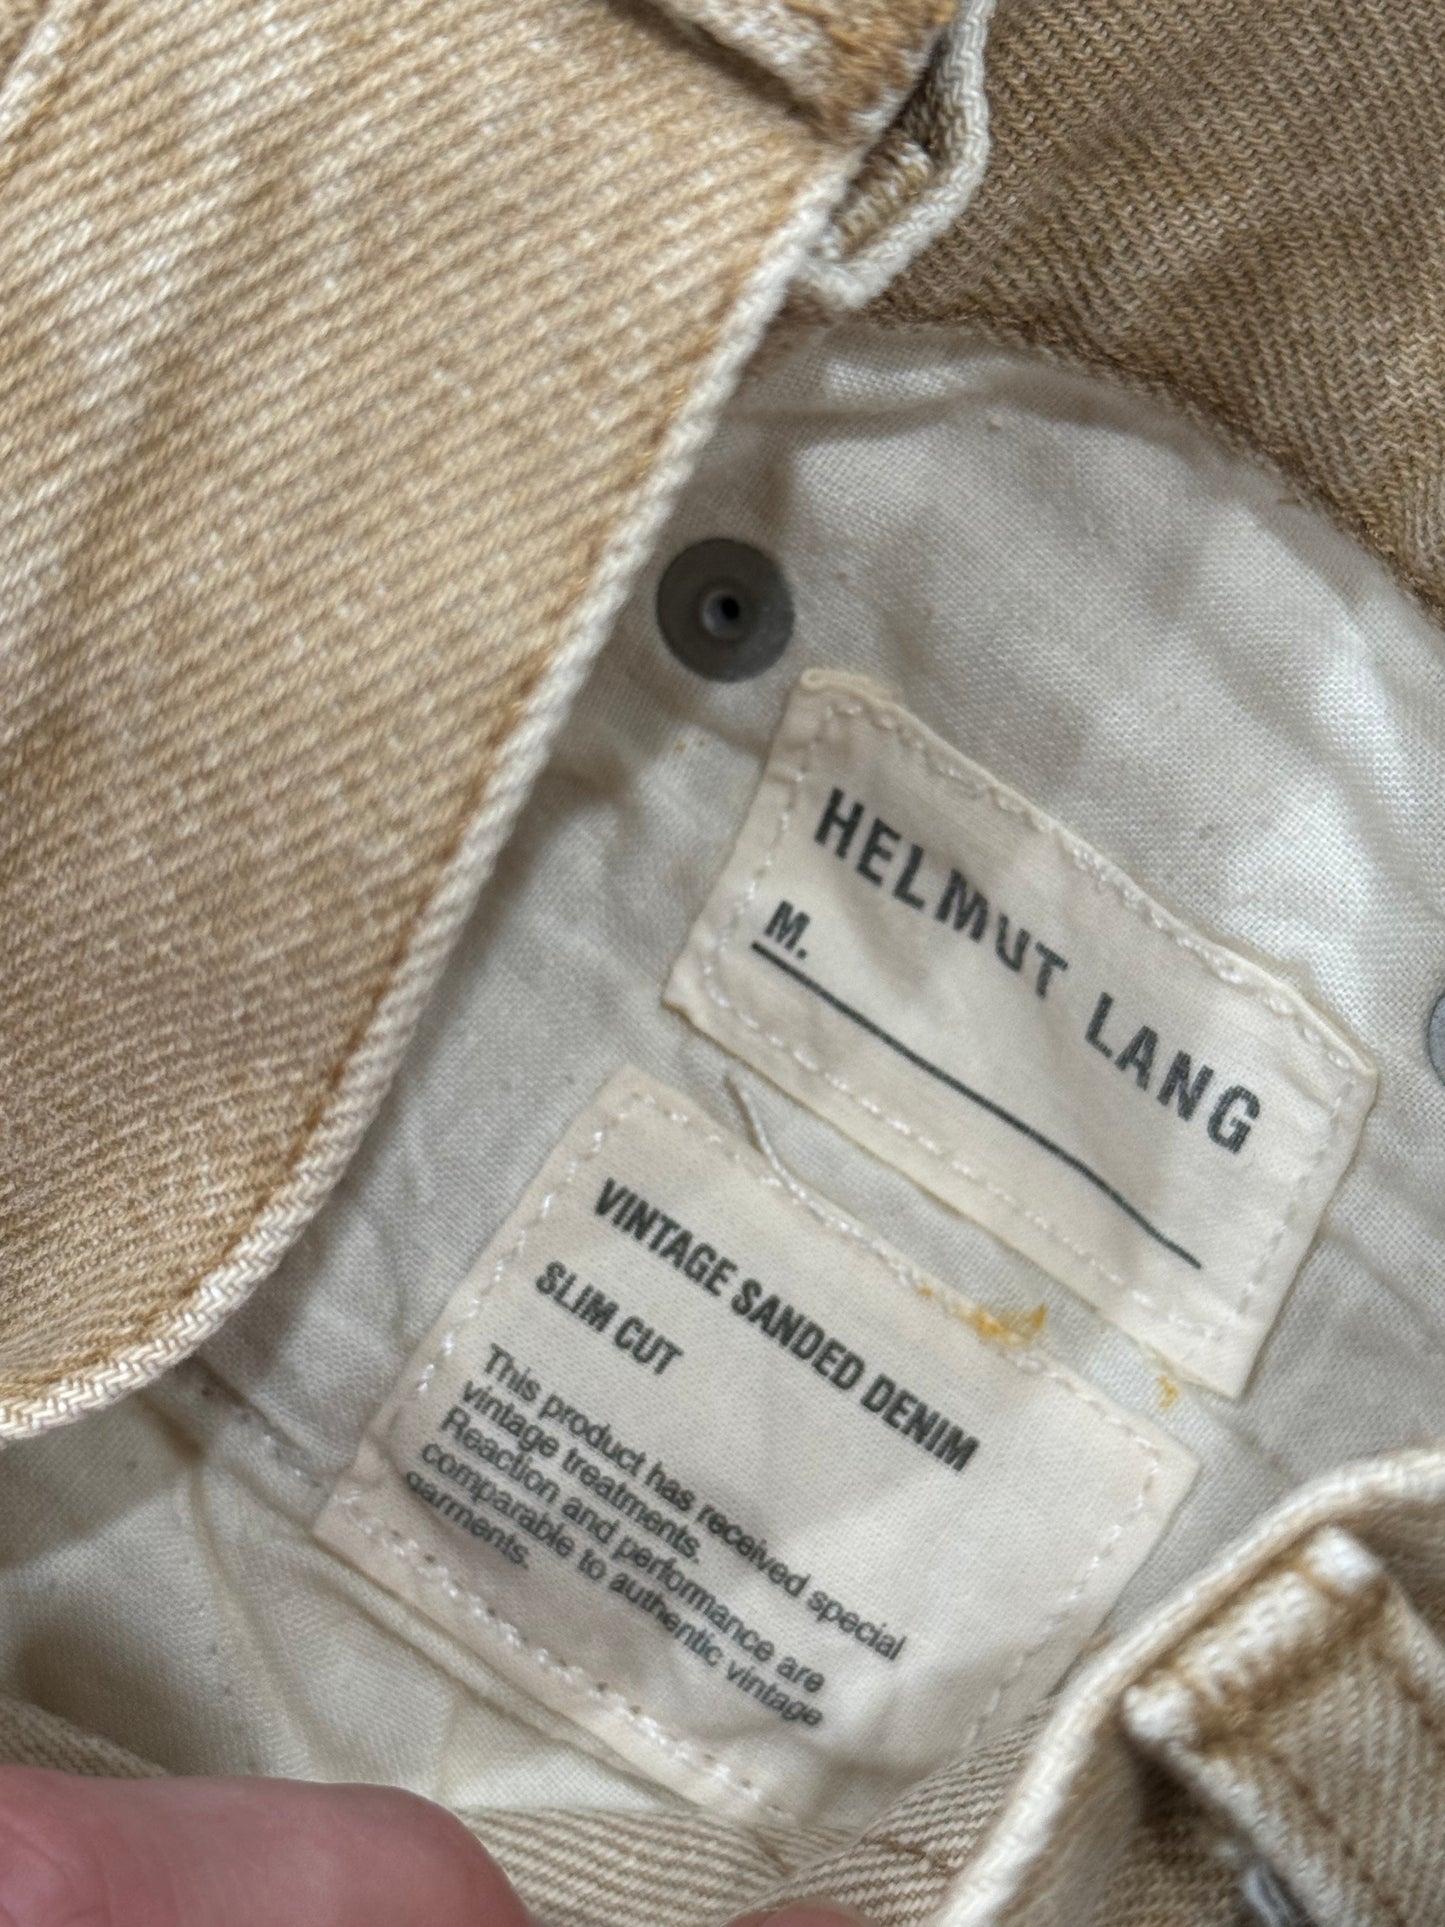 HELMUT LANG
M.
VINTAGE SANDED DENIM
SLIM CUT
This product has received special
vintage treatments.
Reaction and performance are
comparable to authentic vintage
garments.